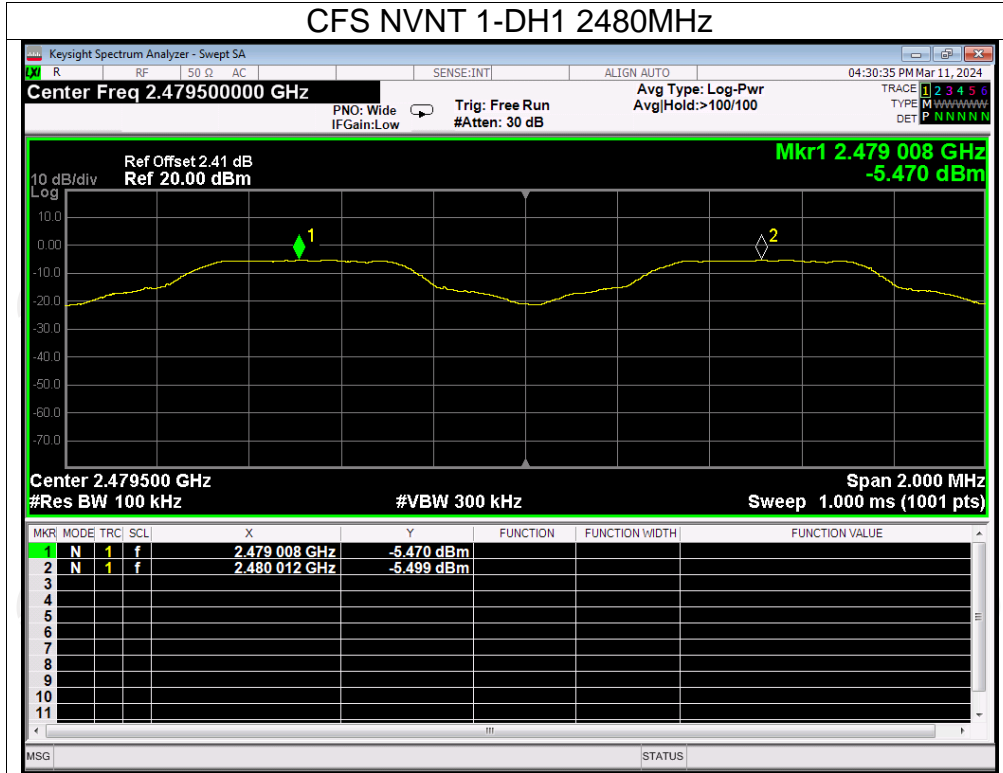 CFS NVNT 1-DH1 2480MHz
Keysight Spectrum Analyzer - Swept SA
LXI R RF 50 Ω AC SENSE:INT ALIGN AUTO 04:30:35 PM Mar 11, 2024
Center Freq 2.479500000 GHz
PNO: Wide
IFGain:Low
Trig: Free Run
#Atten: 30 dB
Avg Type: Log-Pwr
Avg|Hold:>100/100
TRACE 1 2 3 4 5 6
TYPE M W W W W W
DET P N N N N N
Mkr1 2.479 008 GHz
-5.470 dBm
Ref Offset 2.41 dB
10 dB/div Ref 20.00 dBm
Log
10.0
0.00
-10.0
-20.0
-30.0
-40.0
-50.0
-60.0
-70.0
1
2
Center 2.479500 GHz Span 2.000 MHz
#Res BW 100 kHz #VBW 300 kHz Sweep 1.000 ms (1001 pts)
MKR MODE TRC SCL X Y FUNCTION FUNCTION WIDTH FUNCTION VALUE
1 N 1 f 2.479 008 GHz -5.470 dBm
2 N 1 f 2.480 012 GHz -5.499 dBm
3
4
5
6
7
8
9
10
11
MSG STATUS